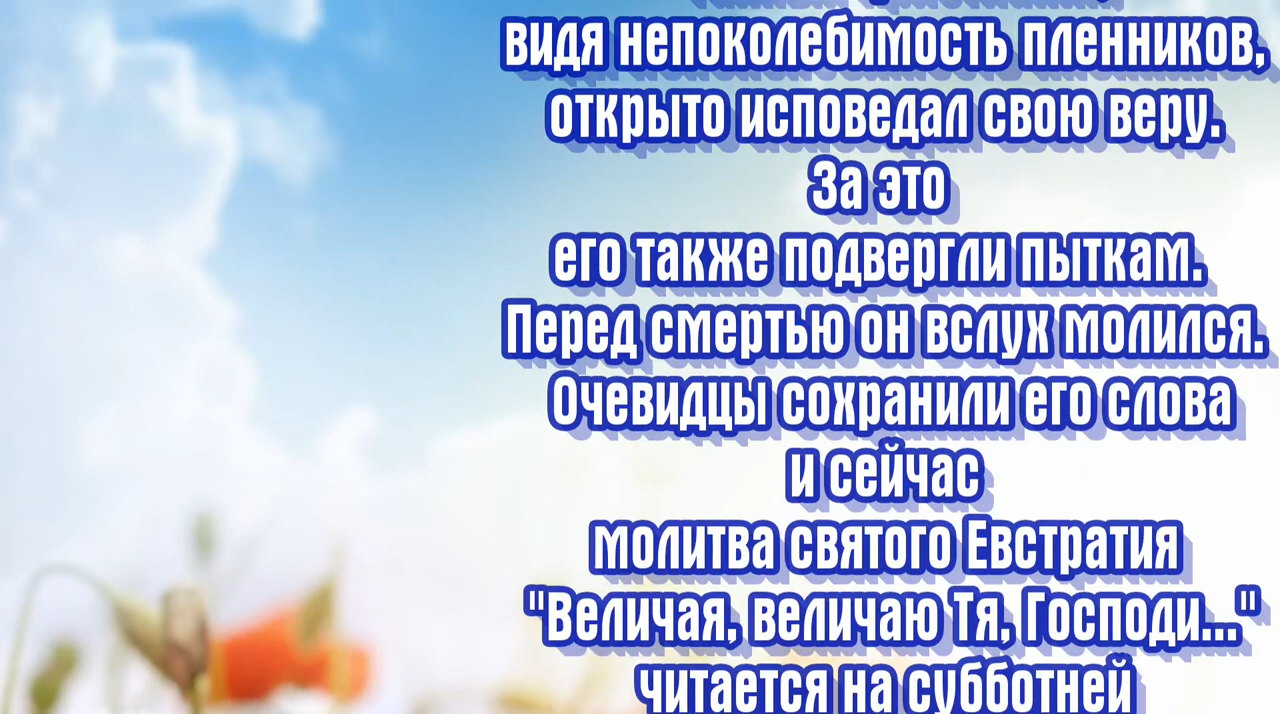 видя непоколебимость пленников,
открыто исповедал свою веру.
За это
его также подвергли пыткам.
Перед смертью он вслух молился.
Очевидцы сохранили его слова
и сейчас
молитва святого Евстратия
"Величая, величаю Тя, Господи..."
читается на субботней